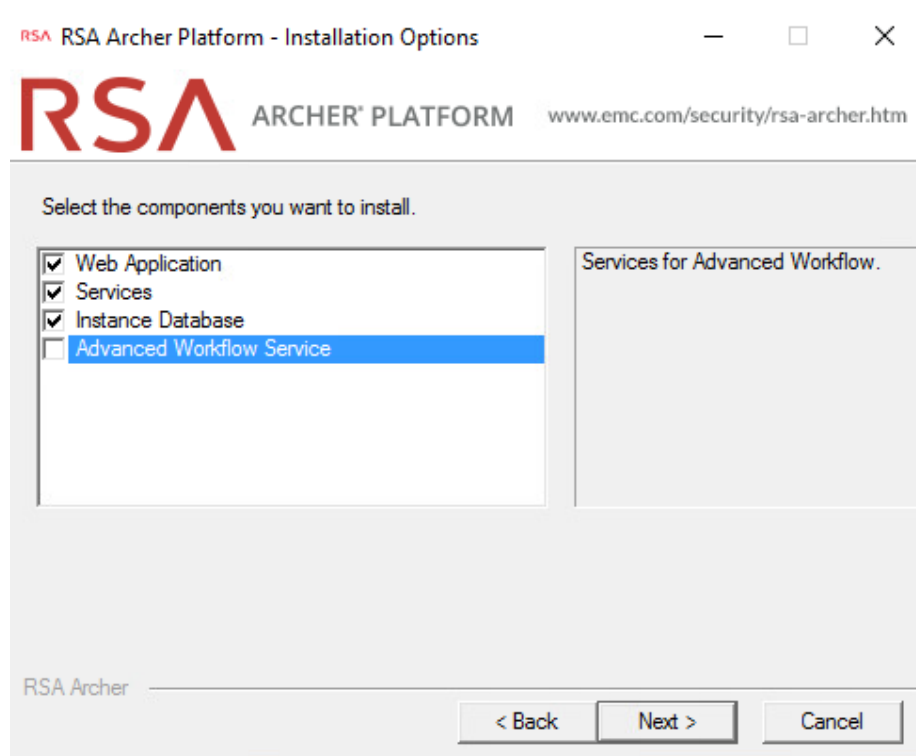 RSA RSA Archer Platform - Installation Options
RSA ARCHER® PLATFORM www.emc.com/security/rsa-archer.htm
Select the components you want to install.
Web Application
Services
Instance Database
Advanced Workflow Service
Services for Advanced Workflow.
RSA Archer
< Back Next > Cancel